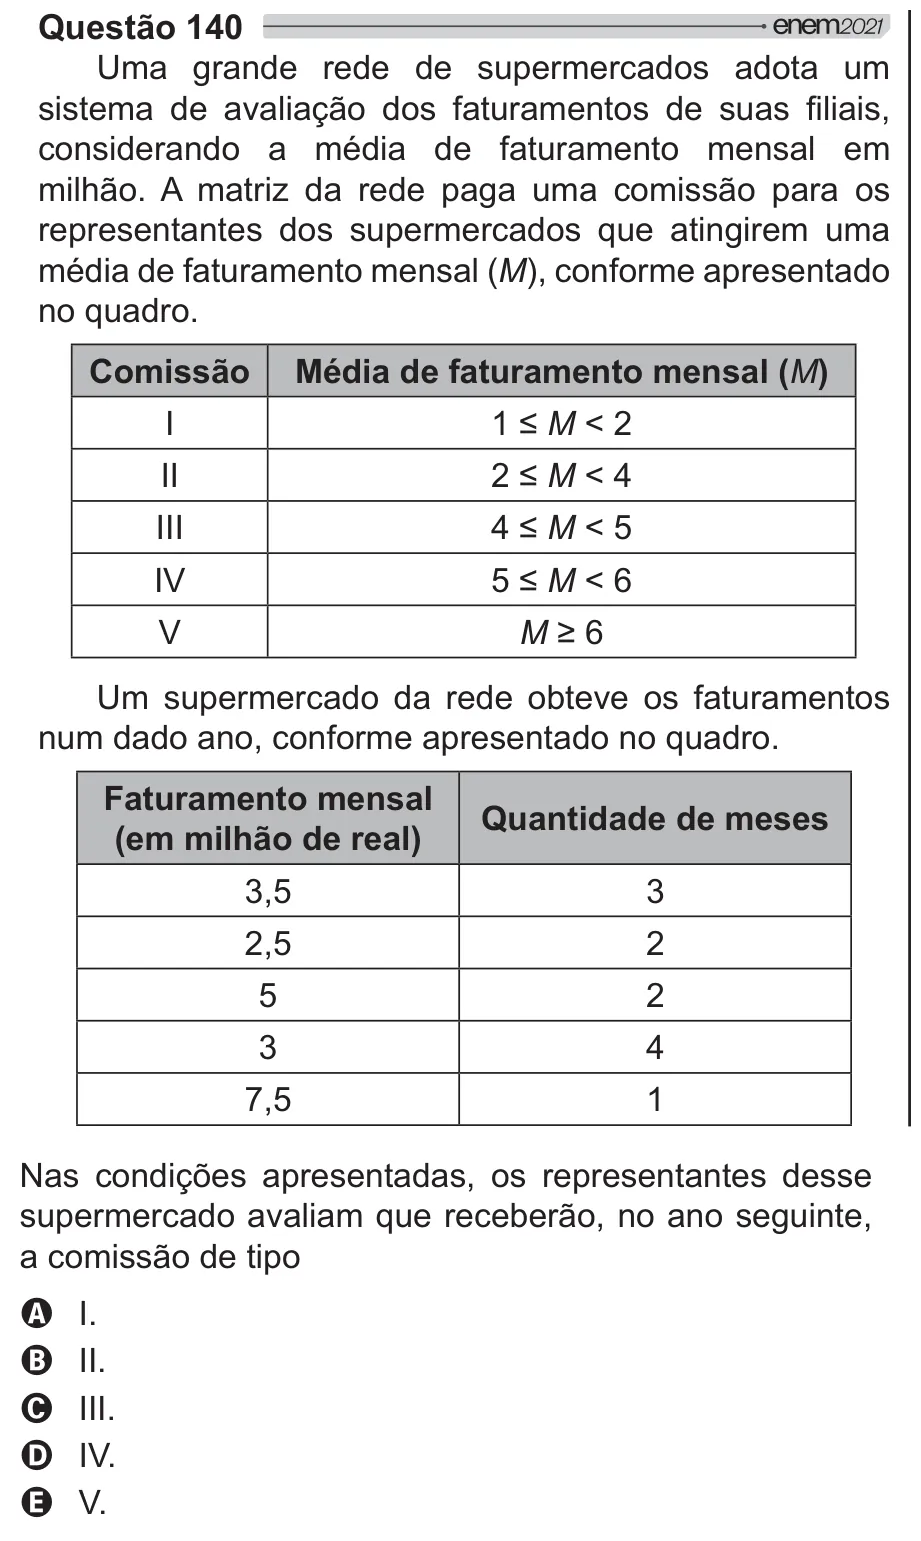 Questão 140 enem2021
Uma grande rede de supermercados adota um
sistema de avaliação dos faturamentos de suas filiais,
considerando a média de faturamento mensal em
milhão. A matriz da rede paga uma comissão para os
representantes dos supermercados que atingirem uma
média de faturamento mensal (M), conforme apresentado
no quadro.
Comissão Média de faturamento mensal (M)
I 1 ≤ M < 2
II 2 ≤ M < 4
III 4 ≤ M < 5
IV 5 ≤ M < 6
V M ≥ 6
Um supermercado da rede obteve os faturamentos
num dado ano, conforme apresentado no quadro.
Faturamento mensal
(em milhão de real) Quantidade de meses
3,5 3
2,5 2
5 2
3 4
7,5 1
Nas condições apresentadas, os representantes desse
supermercado avaliam que receberão, no ano seguinte,
a comissão de tipo
A I.
B II.
C III.
D IV.
E V.